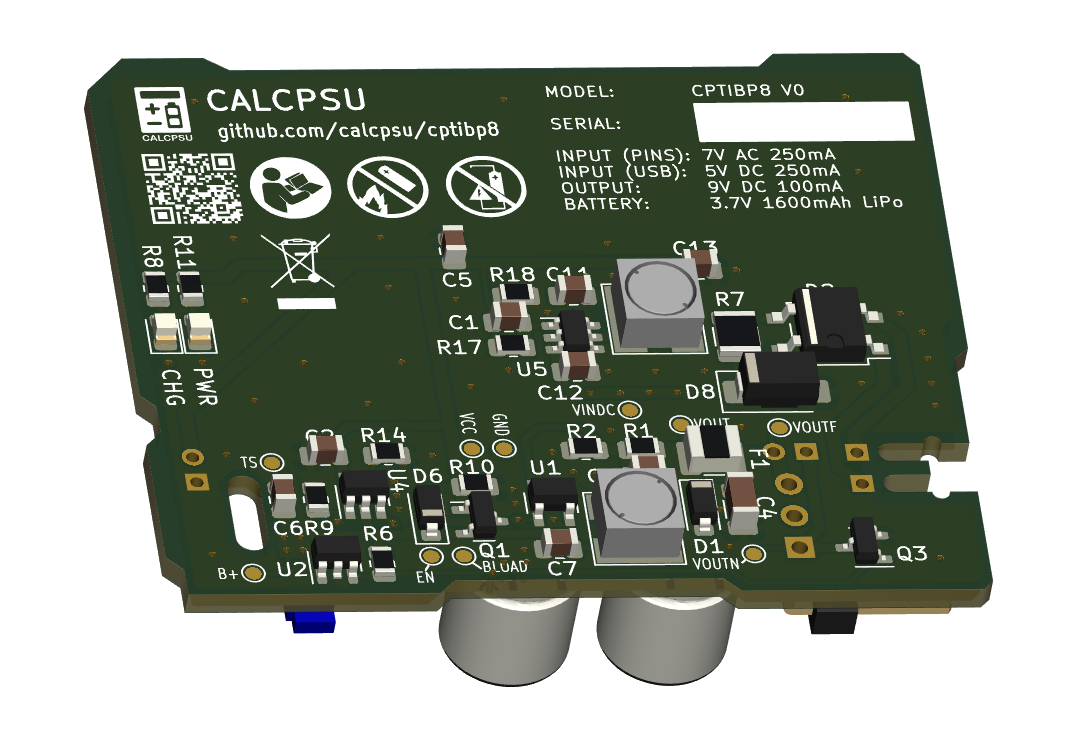 CALCPSU
CALCPSU
github.com/calcpsu/cptibp8
MODEL: CPTIBP8 V0
SERIAL:
INPUT (PINS): 7V AC 250mA
INPUT (USB): 5V DC 250mA
OUTPUT: 9V DC 100mA
BATTERY: 3.7V 1600mAh LiPo
R8
R11
C5
R18
C11
C13
C1
R17
U5
C12
R7
D8
CHG
PWR
VINDC
VOUT
VOUTF
VCC
GND
TS
R14
U4
D6
R10
U1
R2
R1
F1
C4
C6
R9
R6
U2
B+
EN
Q1
BLOAD
C7
D1
VOUTN
Q3